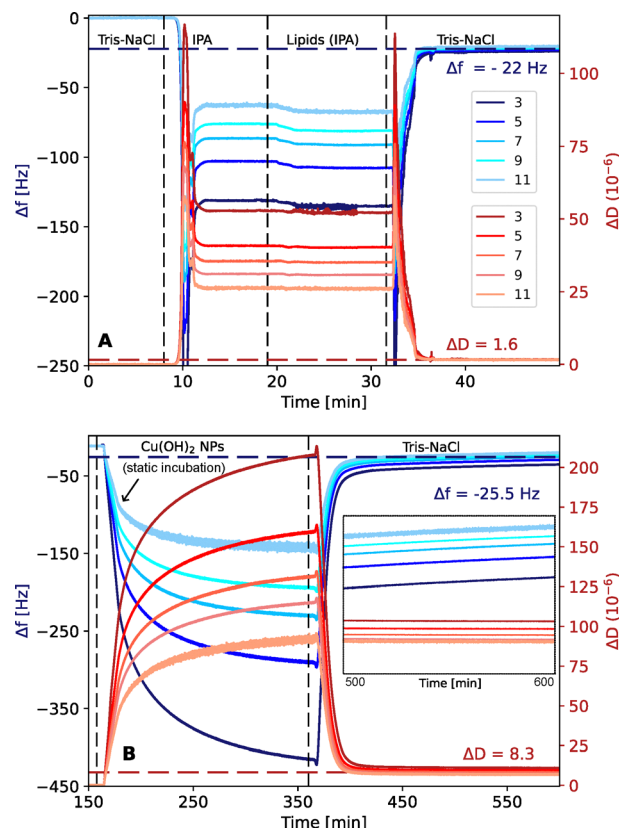 Tris-NaCl IPA Lipids (IPA) Tris-NaCl
Δf = - 22 Hz
3
5
7
9
11
3
5
7
9
11
A
ΔD = 1.6
0
−50
−100
−150
−200
−250
Δf [Hz]
100
75
50
25
0
ΔD (10⁻⁶)
0 10 20 30 40
Time [min]
Cu(OH)₂ NPs Tris-NaCl
(static incubation)
Δf = -25.5 Hz
500 600
Time [min]
B
ΔD = 8.3
−50
−150
−250
−350
−450
Δf [Hz]
200
175
150
125
100
75
50
25
0
ΔD (10⁻⁶)
150 250 350 450 550
Time [min]